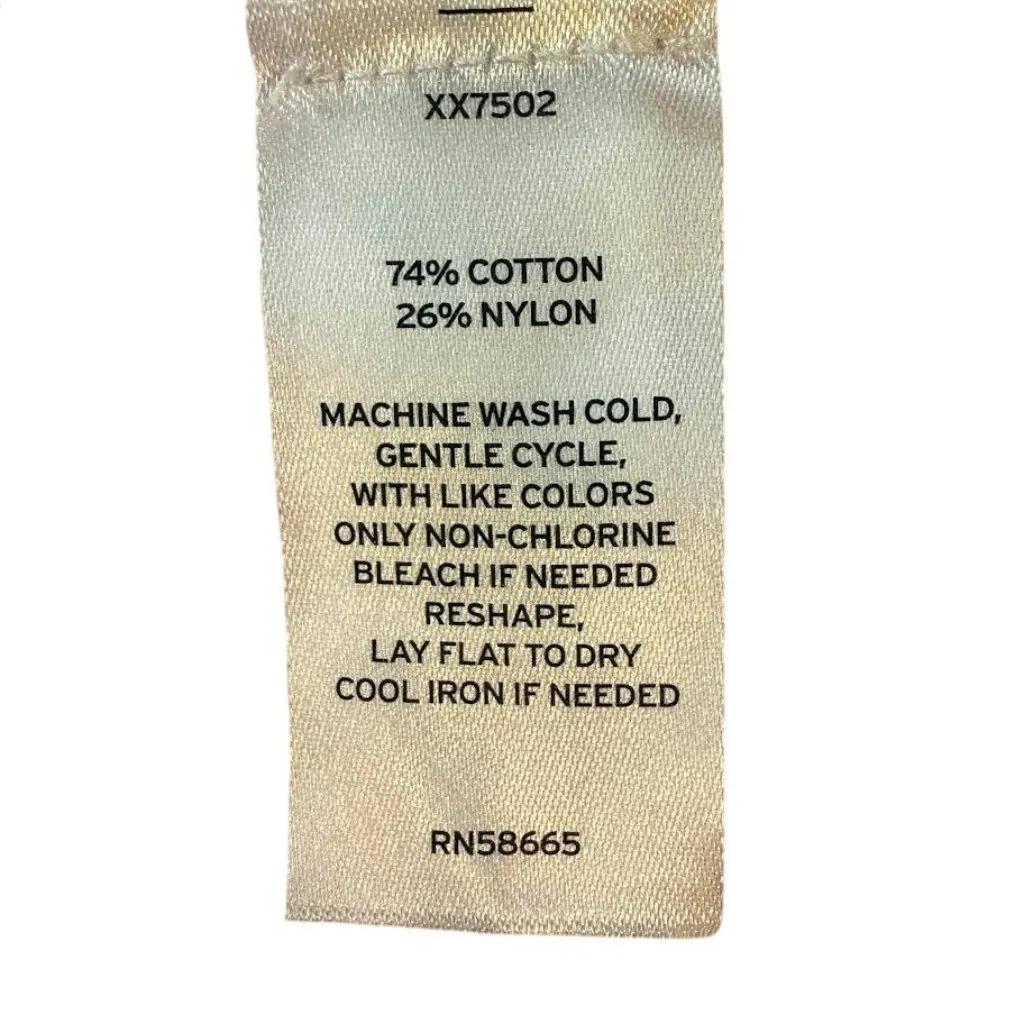 XX7502
74% COTTON
26% NYLON
MACHINE WASH COLD,
GENTLE CYCLE,
WITH LIKE COLORS
ONLY NON-CHLORINE
BLEACH IF NEEDED
RESHAPE,
LAY FLAT TO DRY
COOL IRON IF NEEDED
RN58665